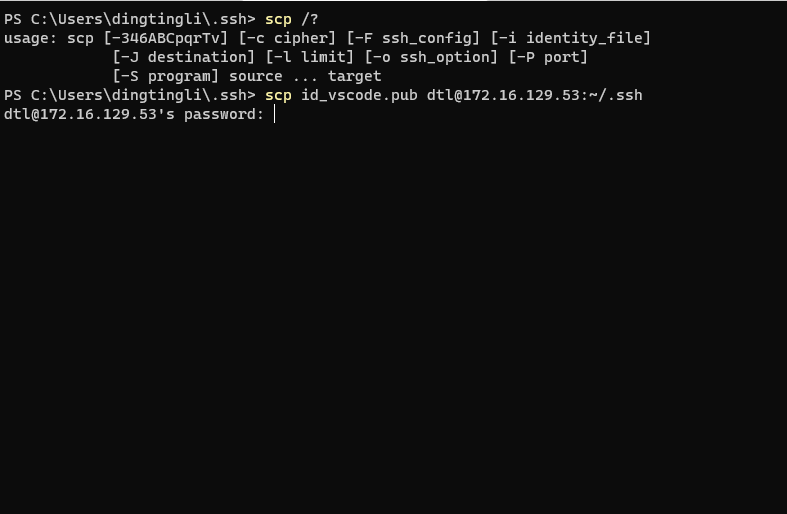 PS C:\Users\dingtingli\.ssh> scp /?
usage: scp [-346ABCpqrTv] [-c cipher] [-F ssh_config] [-i identity_file]
            [-J destination] [-l limit] [-o ssh_option] [-P port]
            [-S program] source ... target
PS C:\Users\dingtingli\.ssh> scp id_vscode.pub dtl@172.16.129.53:~/.ssh
dtl@172.16.129.53's password: